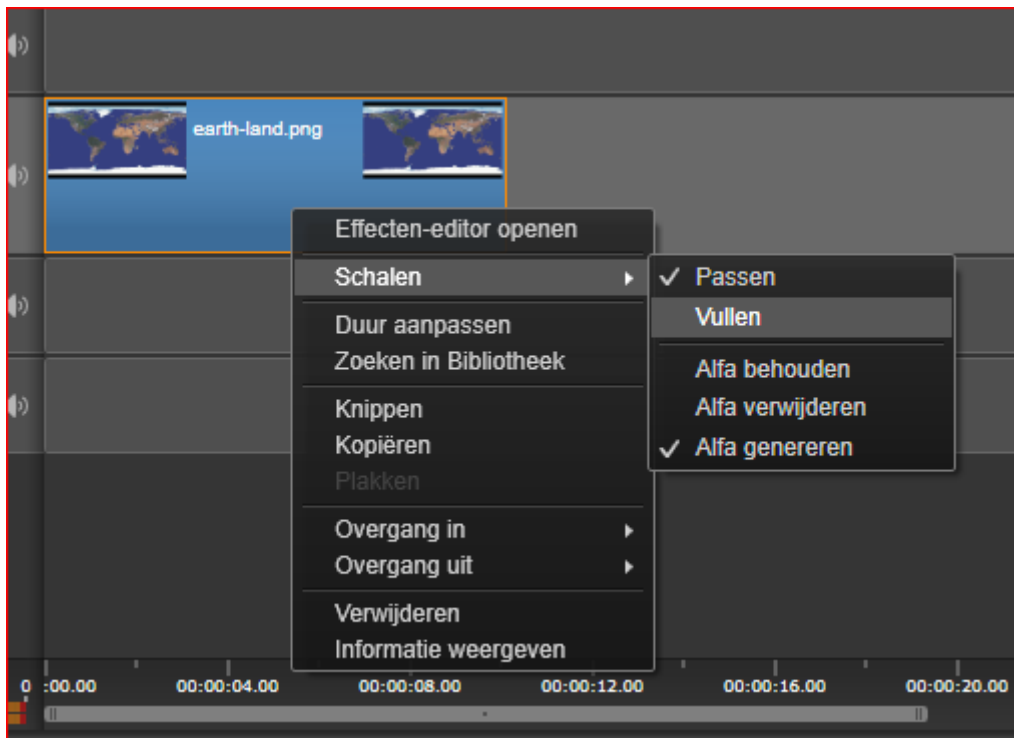 earth-land.png
Effecten-editor openen
Schalen
Passen
Vullen
Duur aanpassen
Zoeken in Bibliotheek
Alfa behouden
Alfa verwijderen
Alfa genereren
Knippen
Kopiëren
Plakken
Overgang in
Overgang uit
Verwijderen
Informatie weergeven
0 :00.00 00:00:04.00 00:00:08.00 00:00:12.00 00:00:16.00 00:00:20.00